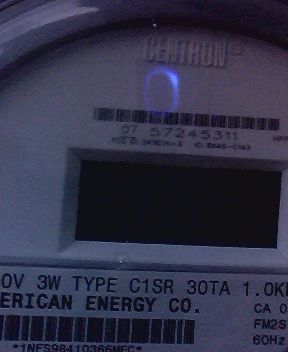 CENTRON
07 57245311
0V 3W TYPE C1SR 30TA 1.0K
ERICAN ENERGY CO.
CA 0
FM2S
60Hz